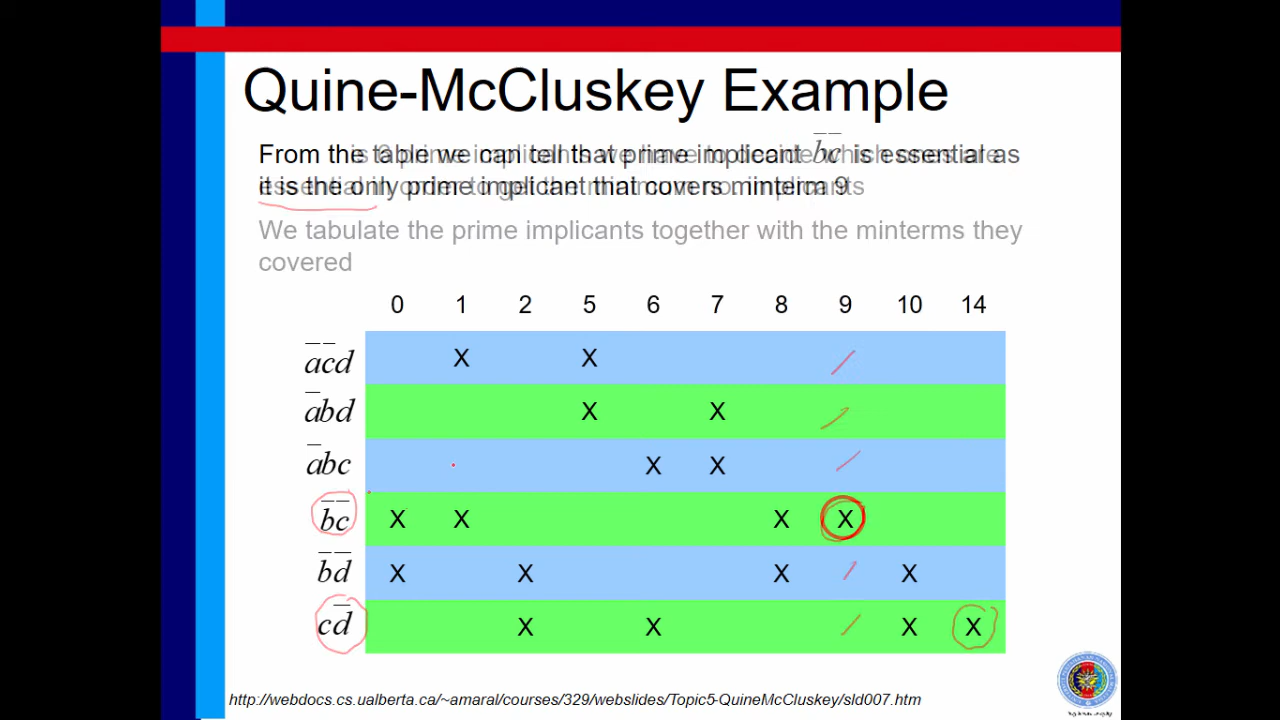 Quine-McCluskey Example
From the table we can tell that prime implicant b̅c̅ is essential as
it is the only prime implicant that covers minterm 9
We tabulate the prime implicants together with the minterms they
covered
0 1 2 5 6 7 8 9 10 14
a̅c̅d X X
a̅bd X X
a̅bc X X
b̅c̅ X X X X
b̅d̅ X X X X
cd̅ X X X X
http://webdocs.cs.ualberta.ca/~amaral/courses/329/webslides/Topic5-QuineMcCluskey/sld007.htm